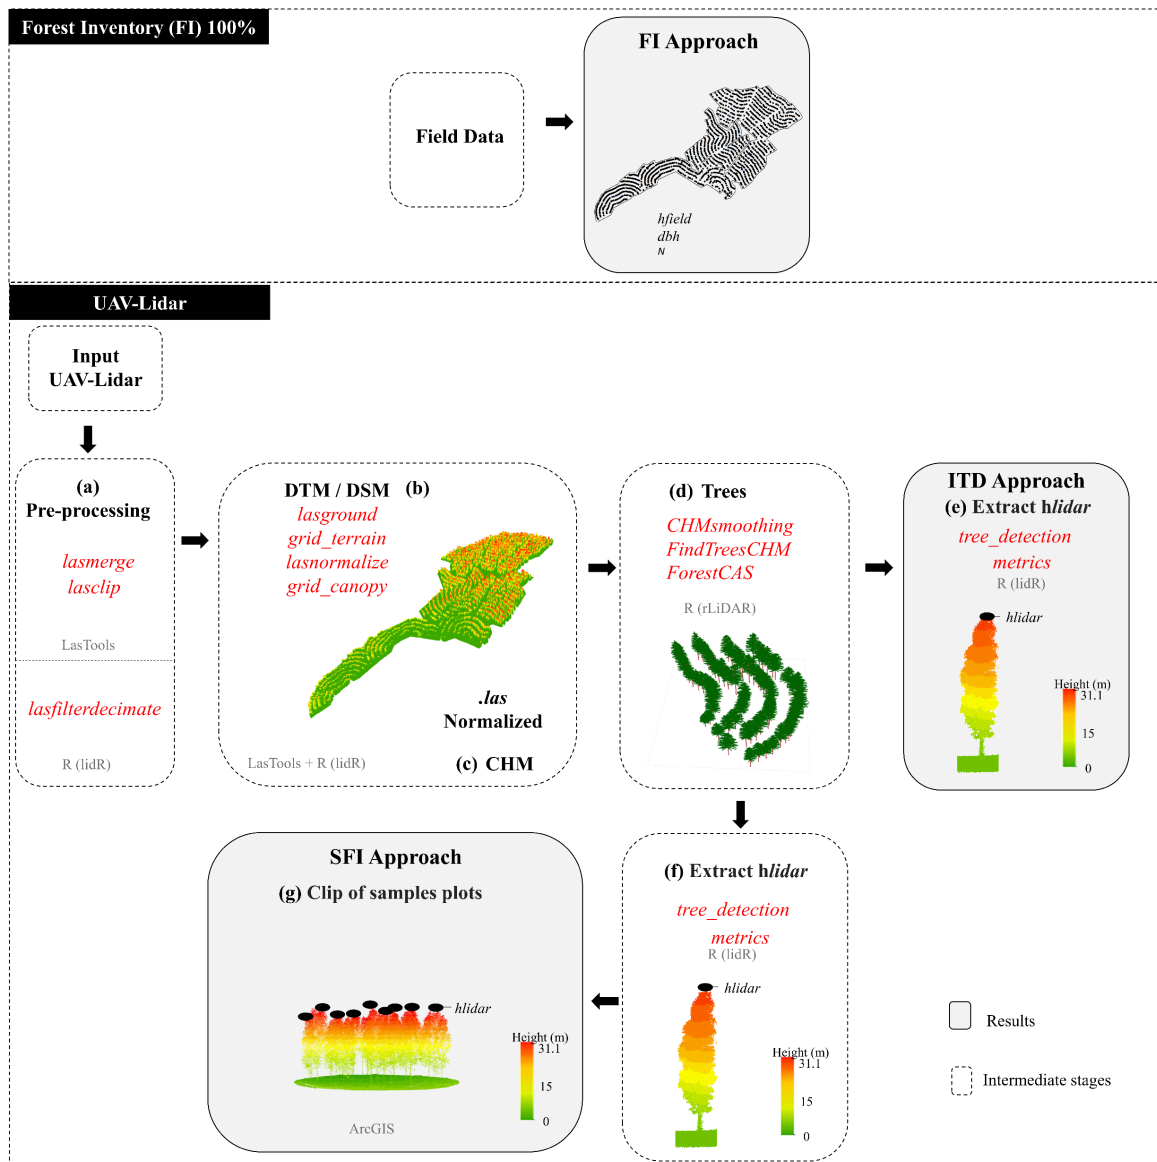 Forest Inventory (FI) 100%
FI Approach
Field Data
hfield
dbh
N
UAV-Lidar
Input
UAV-Lidar
(a)
Pre-processing
lasmerge
lasclip
LasTools
lasfilterdecimate
R (lidR)
DTM / DSM (b)
lasground
grid_terrain
lasnormalize
grid_canopy
.las
Normalized
LasTools + R (lidR)
(c) CHM
(d) Trees
CHMsmoothing
FindTreesCHM
ForestCAS
R (rLiDAR)
ITD Approach
(e) Extract hlidar
tree_detection
metrics
R (lidR)
hlidar
Height (m)
31.1
15
0
(f) Extract hlidar
tree_detection
metrics
R (lidR)
hlidar
Height (m)
31.1
15
0
SFI Approach
(g) Clip of samples plots
hlidar
Height (m)
31.1
15
0
ArcGIS
Results
Intermediate stages